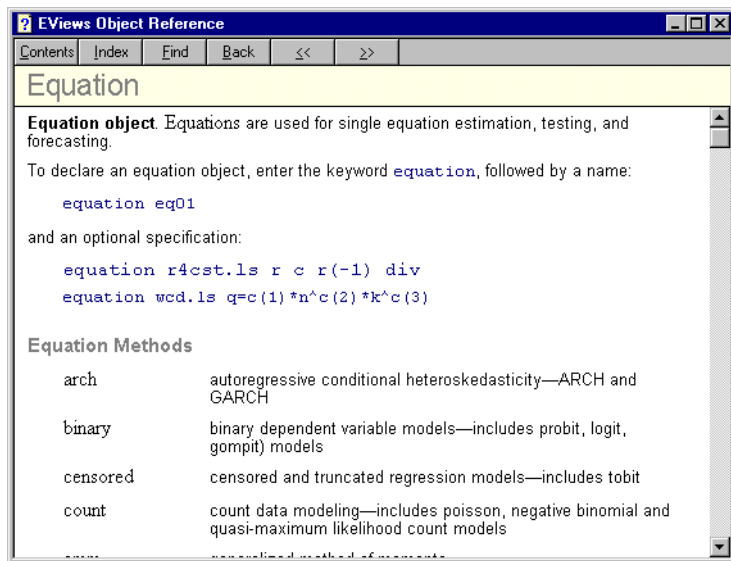 EViews Object Reference
Contents Index Find Back << >>
Equation
Equation object. Equations are used for single equation estimation, testing, and
forecasting.
To declare an equation object, enter the keyword equation, followed by a name:
equation eq01
and an optional specification:
equation r4cst.ls r c r(-1) div
equation wcd.ls q=c(1)*n^c(2)*k^c(3)
Equation Methods
arch autoregressive conditional heteroskedasticity—ARCH and
GARCH
binary binary dependent variable models—includes probit, logit,
gompit) models
censored censored and truncated regression models—includes tobit
count count data modeling—includes poisson, negative binomial and
quasi-maximum likelihood count models
generalized method of moments